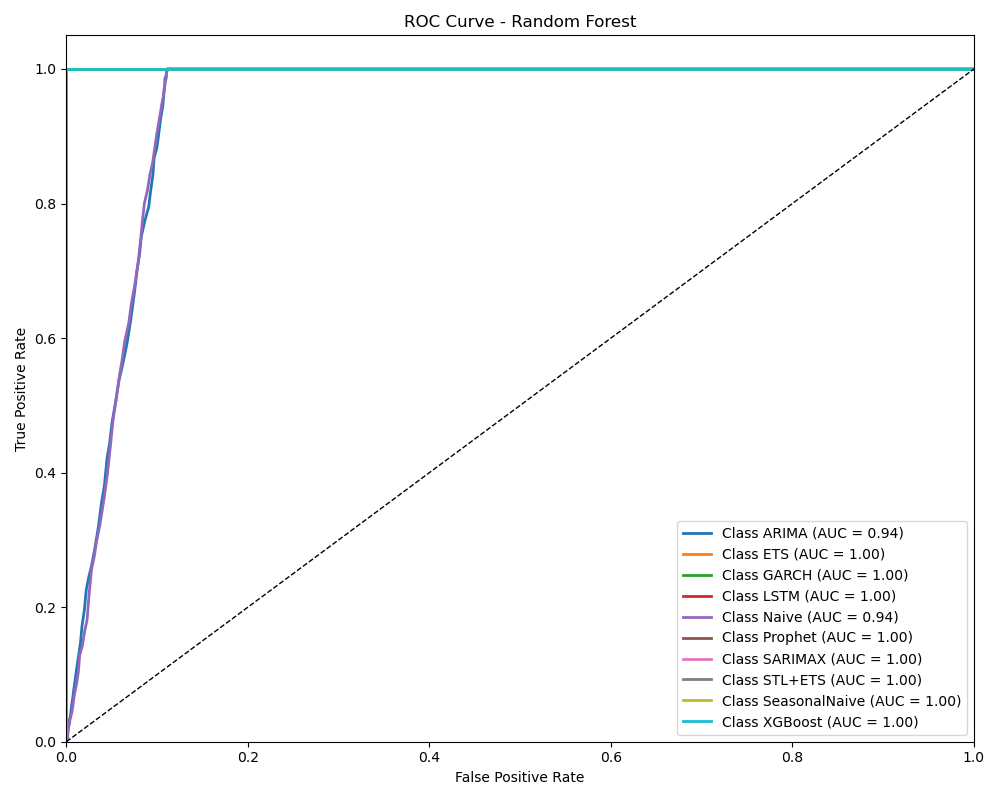 ROC Curve - Random Forest
1.0
0.8
0.6
0.4
0.2
0.0
True Positive Rate
0.0 0.2 0.4 0.6 0.8 1.0
False Positive Rate
Class ARIMA (AUC = 0.94)
Class ETS (AUC = 1.00)
Class GARCH (AUC = 1.00)
Class LSTM (AUC = 1.00)
Class Naive (AUC = 0.94)
Class Prophet (AUC = 1.00)
Class SARIMAX (AUC = 1.00)
Class STL+ETS (AUC = 1.00)
Class SeasonalNaive (AUC = 1.00)
Class XGBoost (AUC = 1.00)